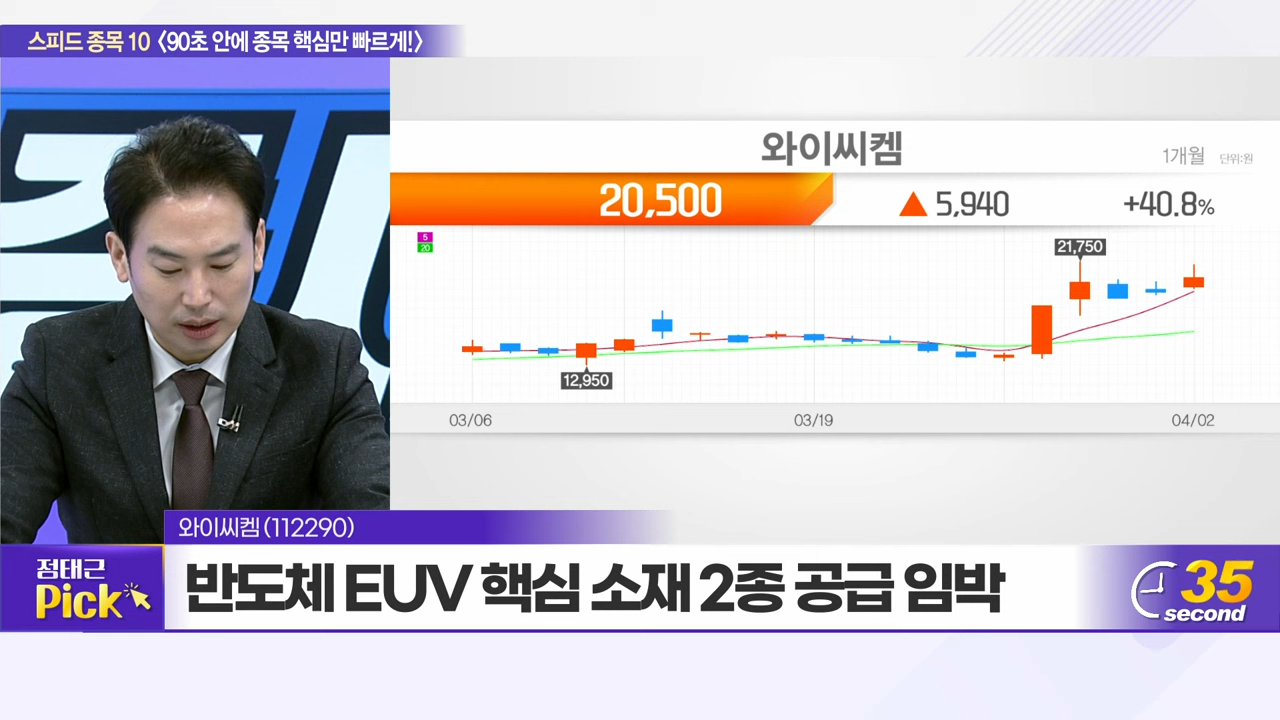 스피드 종목 10 〈90초 안에 종목 핵심만 빠르게!〉
와이씨켐
1개월 단위:원
20,500 ▲ 5,940 +40.8%
5
20
21,750
12,950
03/06 03/19 04/02
와이씨켐(112290)
정태근
Pick
반도체 EUV 핵심 소재 2종 공급 임박
35
second